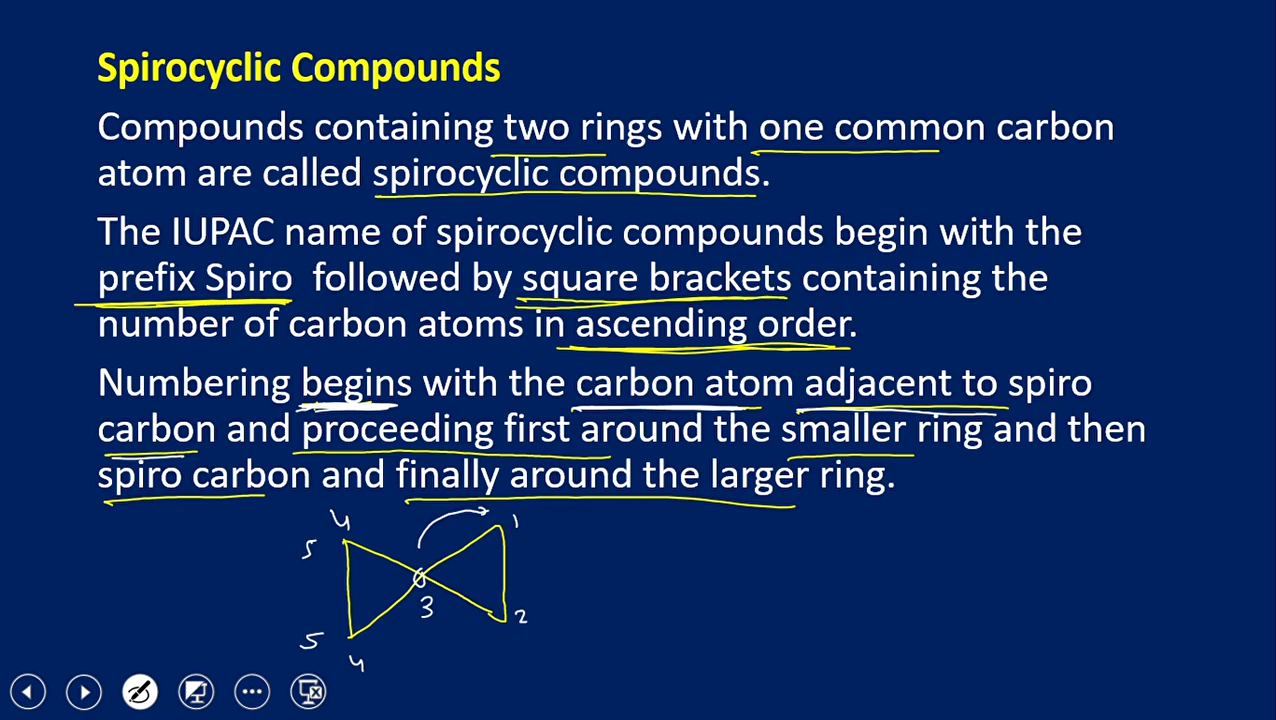 Spirocyclic Compounds
Compounds containing two rings with one common carbon
atom are called spirocyclic compounds.
The IUPAC name of spirocyclic compounds begin with the
prefix Spiro followed by square brackets containing the
number of carbon atoms in ascending order.
Numbering begins with the carbon atom adjacent to spiro
carbon and proceeding first around the smaller ring and then
spiro carbon and finally around the larger ring.
4 1
5
3 2
5
4